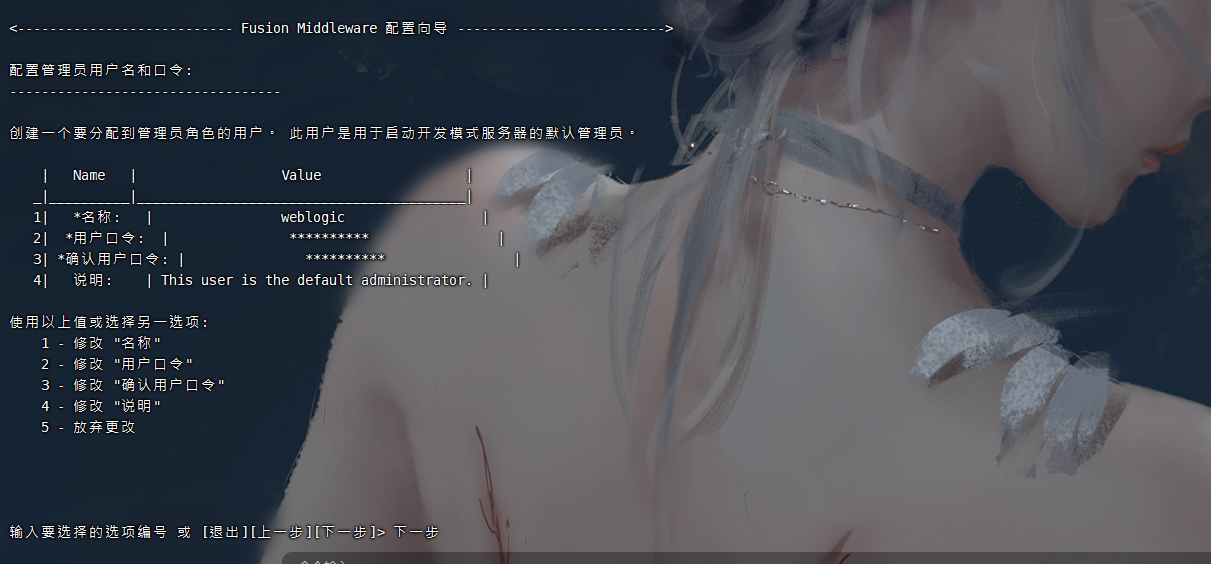 <--------------------------- Fusion Middleware 配置向导 -------------------------->
配置管理员用户名和口令:
----------------------------------
创建一个要分配到管理员角色的用户。 此用户是用于启动开发模式服务器的默认管理员。
| Name | Value |
_|__________|_________________________________________|
1| *名称: | weblogic |
2| *用户口令: | ********** |
3| *确认用户口令: | ********** |
4| 说明: | This user is the default administrator. |
使用以上值或选择另一选项:
1 - 修改 "名称"
2 - 修改 "用户口令"
3 - 修改 "确认用户口令"
4 - 修改 "说明"
5 - 放弃更改
输入要选择的选项编号 或 [退出][上一步][下一步]> 下一步